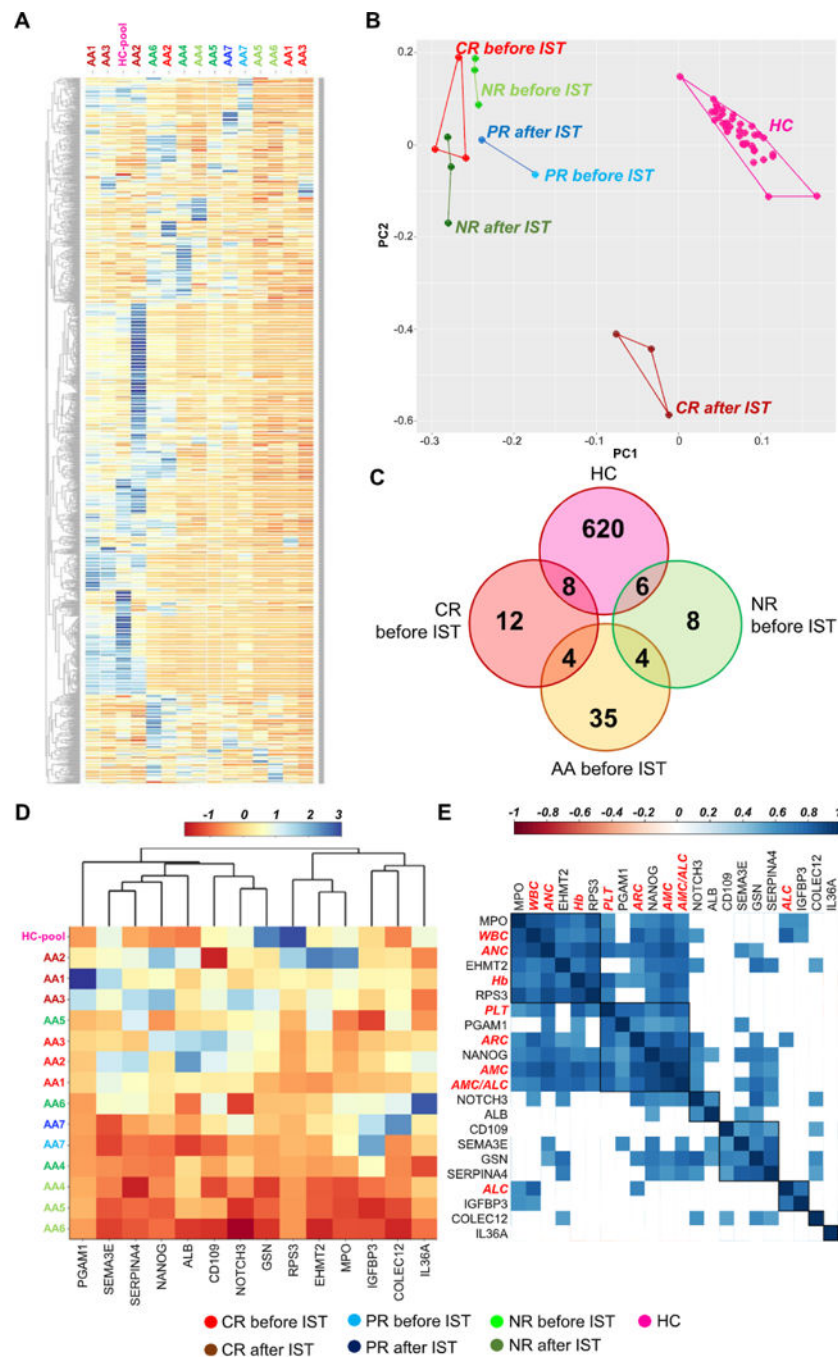 A
AA1 AA3 HC-pool AA2 AA6 AA2 AA4 AA4 AA5 AA7 AA7 AA5 AA6 AA1 AA3
B
0.2
0
-0.2
-0.4
-0.6
PC2
-0.3 -0.2 -0.1 0 0.1
PC1
CR before IST
NR before IST
PR after IST
PR before IST
NR after IST
HC
CR after IST
C
HC
620
8 6
CR before IST
12
NR before IST
8
4 4
35
AA before IST
D
-1 0 1 2 3
HC-pool
AA2
AA1
AA3
AA5
AA3
AA2
AA1
AA6
AA7
AA7
AA4
AA4
AA5
AA6
PGAM1 SEMA3E SERPINA4 NANOG ALB CD109 NOTCH3 GSN RPS3 EHMT2 MPO IGFBP3 COLEC12 IL36A
E
-1 -0.8 -0.6 -0.4 -0.2 0 0.2 0.4 0.6 0.8 1
MPO WBC ANC EHMT2 Hb RPS3 PLT PGAM1 ARC NANOG AMC AMC/ALC NOTCH3 ALB CD109 SEMA3E GSN SERPINA4 ALC IGFBP3 COLEC12 IL36A
MPO
WBC
ANC
EHMT2
Hb
RPS3
PLT
PGAM1
ARC
NANOG
AMC
AMC/ALC
NOTCH3
ALB
CD109
SEMA3E
GSN
SERPINA4
ALC
IGFBP3
COLEC12
IL36A
CR before IST PR before IST NR before IST HC
CR after IST PR after IST NR after IST